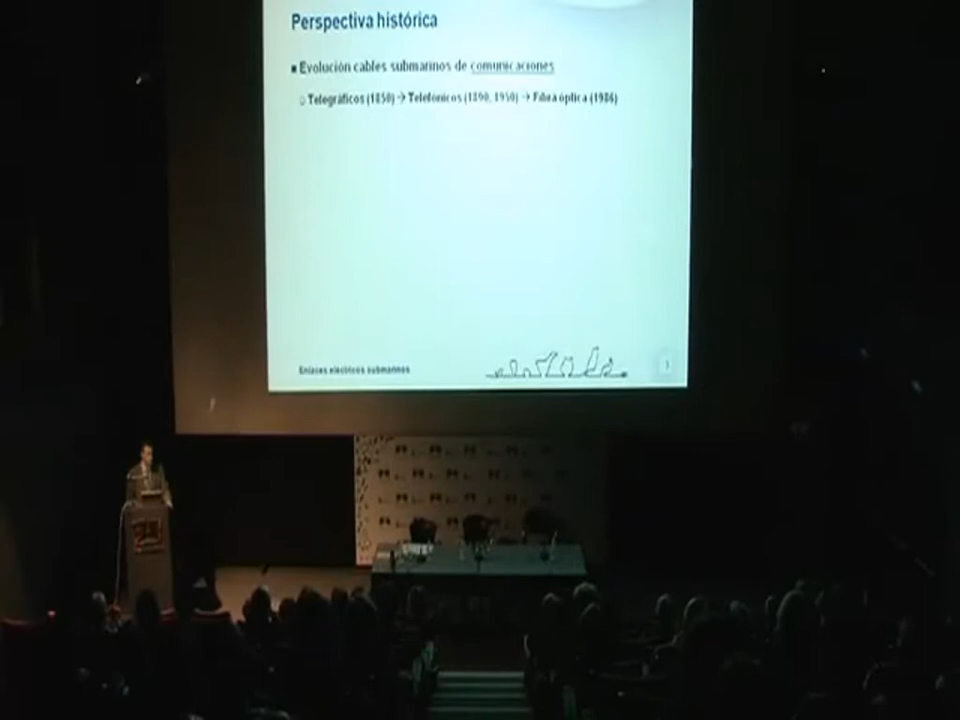 Perspectiva histórica
▪ Evolución cables submarinos de comunicaciones
○ Telegráficos (1850) → Telefónicos (1890, 1950) → Fibra óptica (1986)
Enlaces eléctricos submarinos